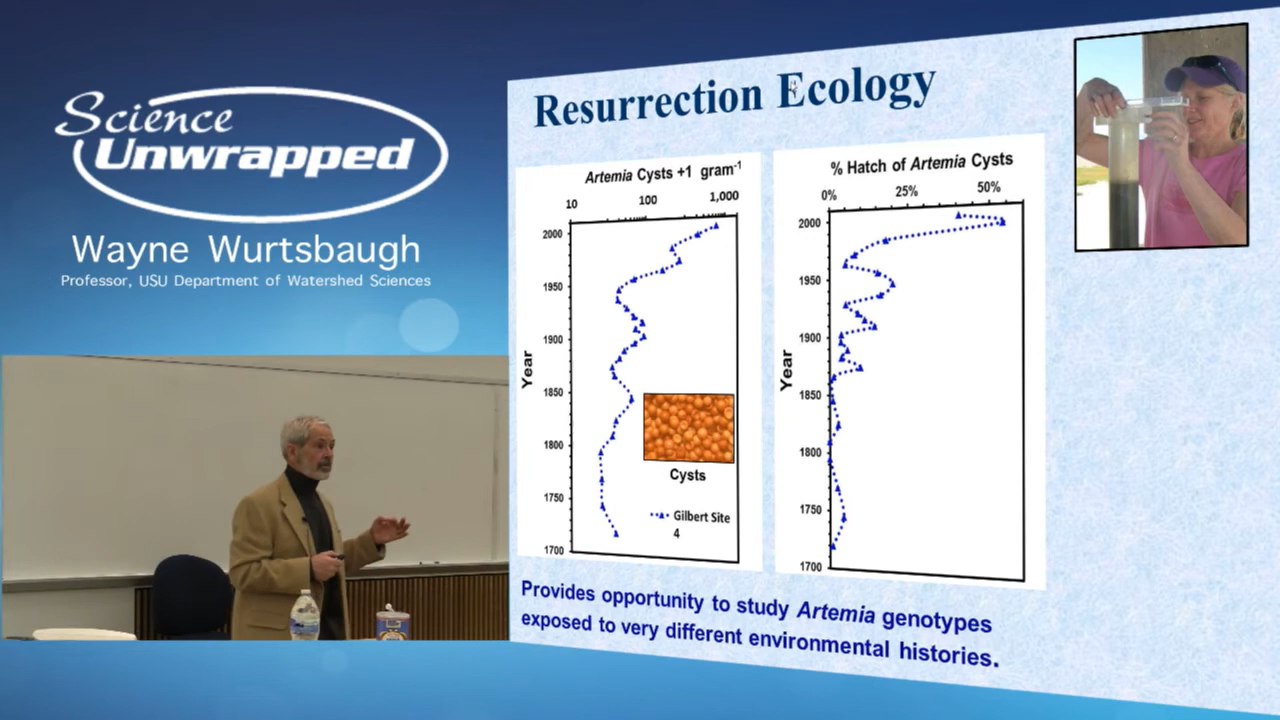 Science
Unwrapped
Wayne Wurtsbaugh
Professor, USU Department of Watershed Sciences
Resurrection Ecology
Artemia Cysts +1 gram-1
10 100 1,000
Year
2000
1950
1900
1850
1800
1750
1700
Cysts
Gilbert Site
4
% Hatch of Artemia Cysts
0% 25% 50%
Year
2000
1950
1900
1850
1800
1750
1700
Provides opportunity to study Artemia genotypes
exposed to very different environmental histories.